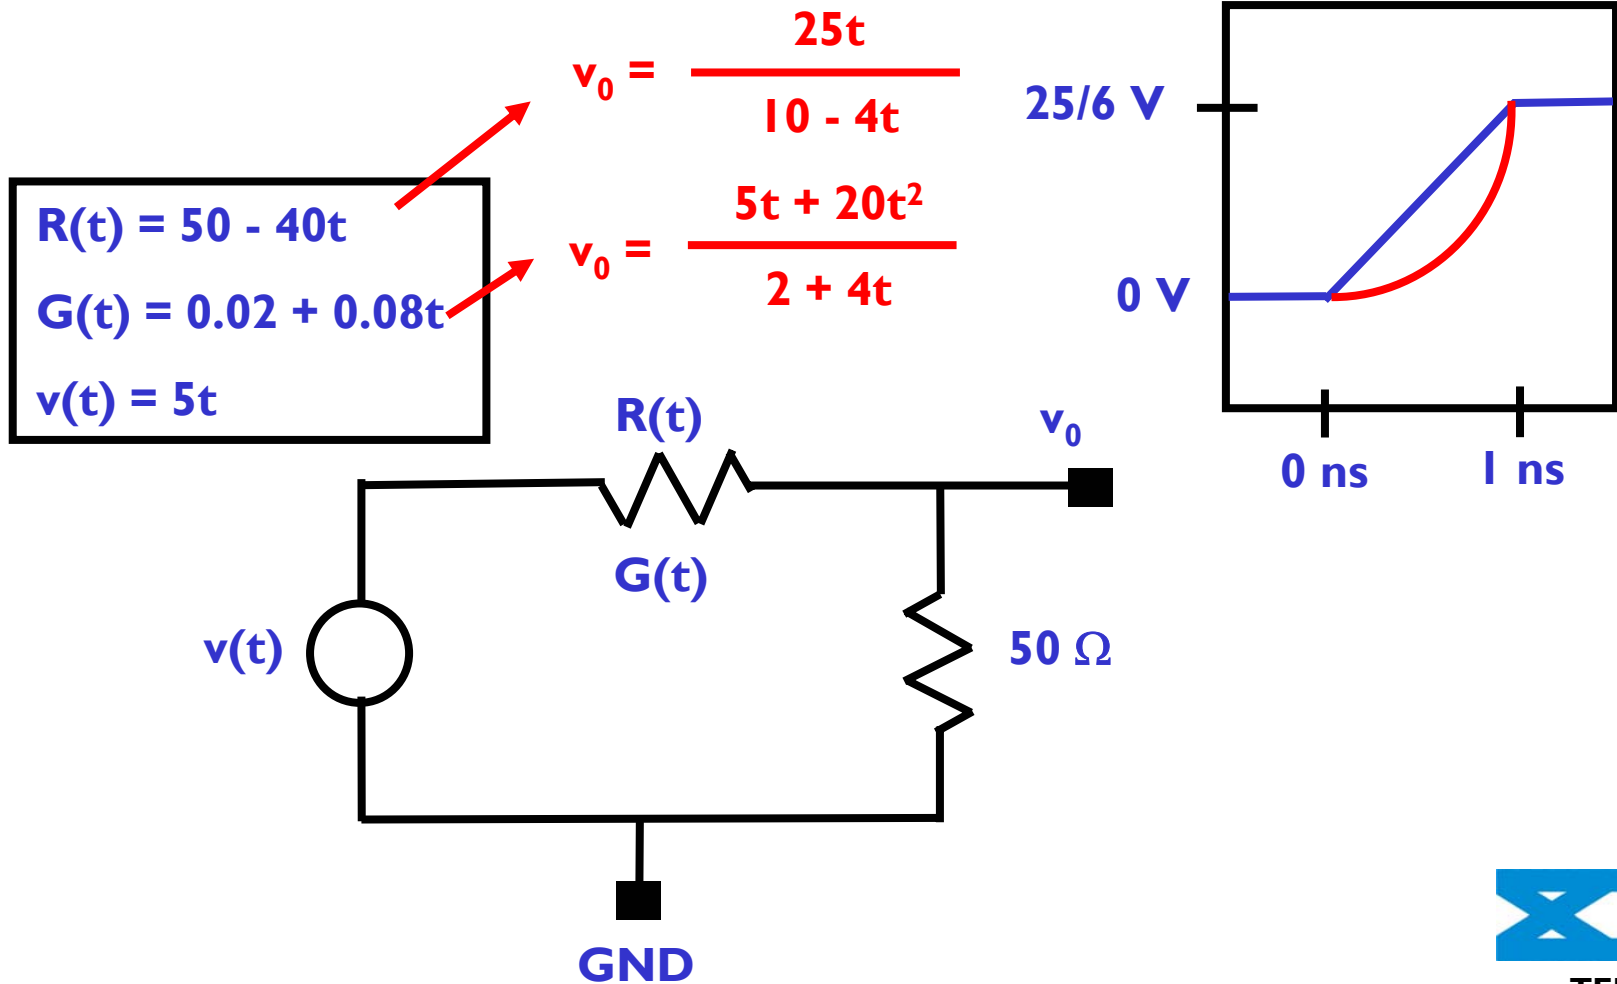 v0 = 25t
10 - 4t
v0 = 5t + 20t²
2 + 4t
R(t) = 50 - 40t
G(t) = 0.02 + 0.08t
v(t) = 5t
25/6 V
0 V
0 ns
1 ns
R(t)
G(t)
v0
v(t)
50 Ω
GND